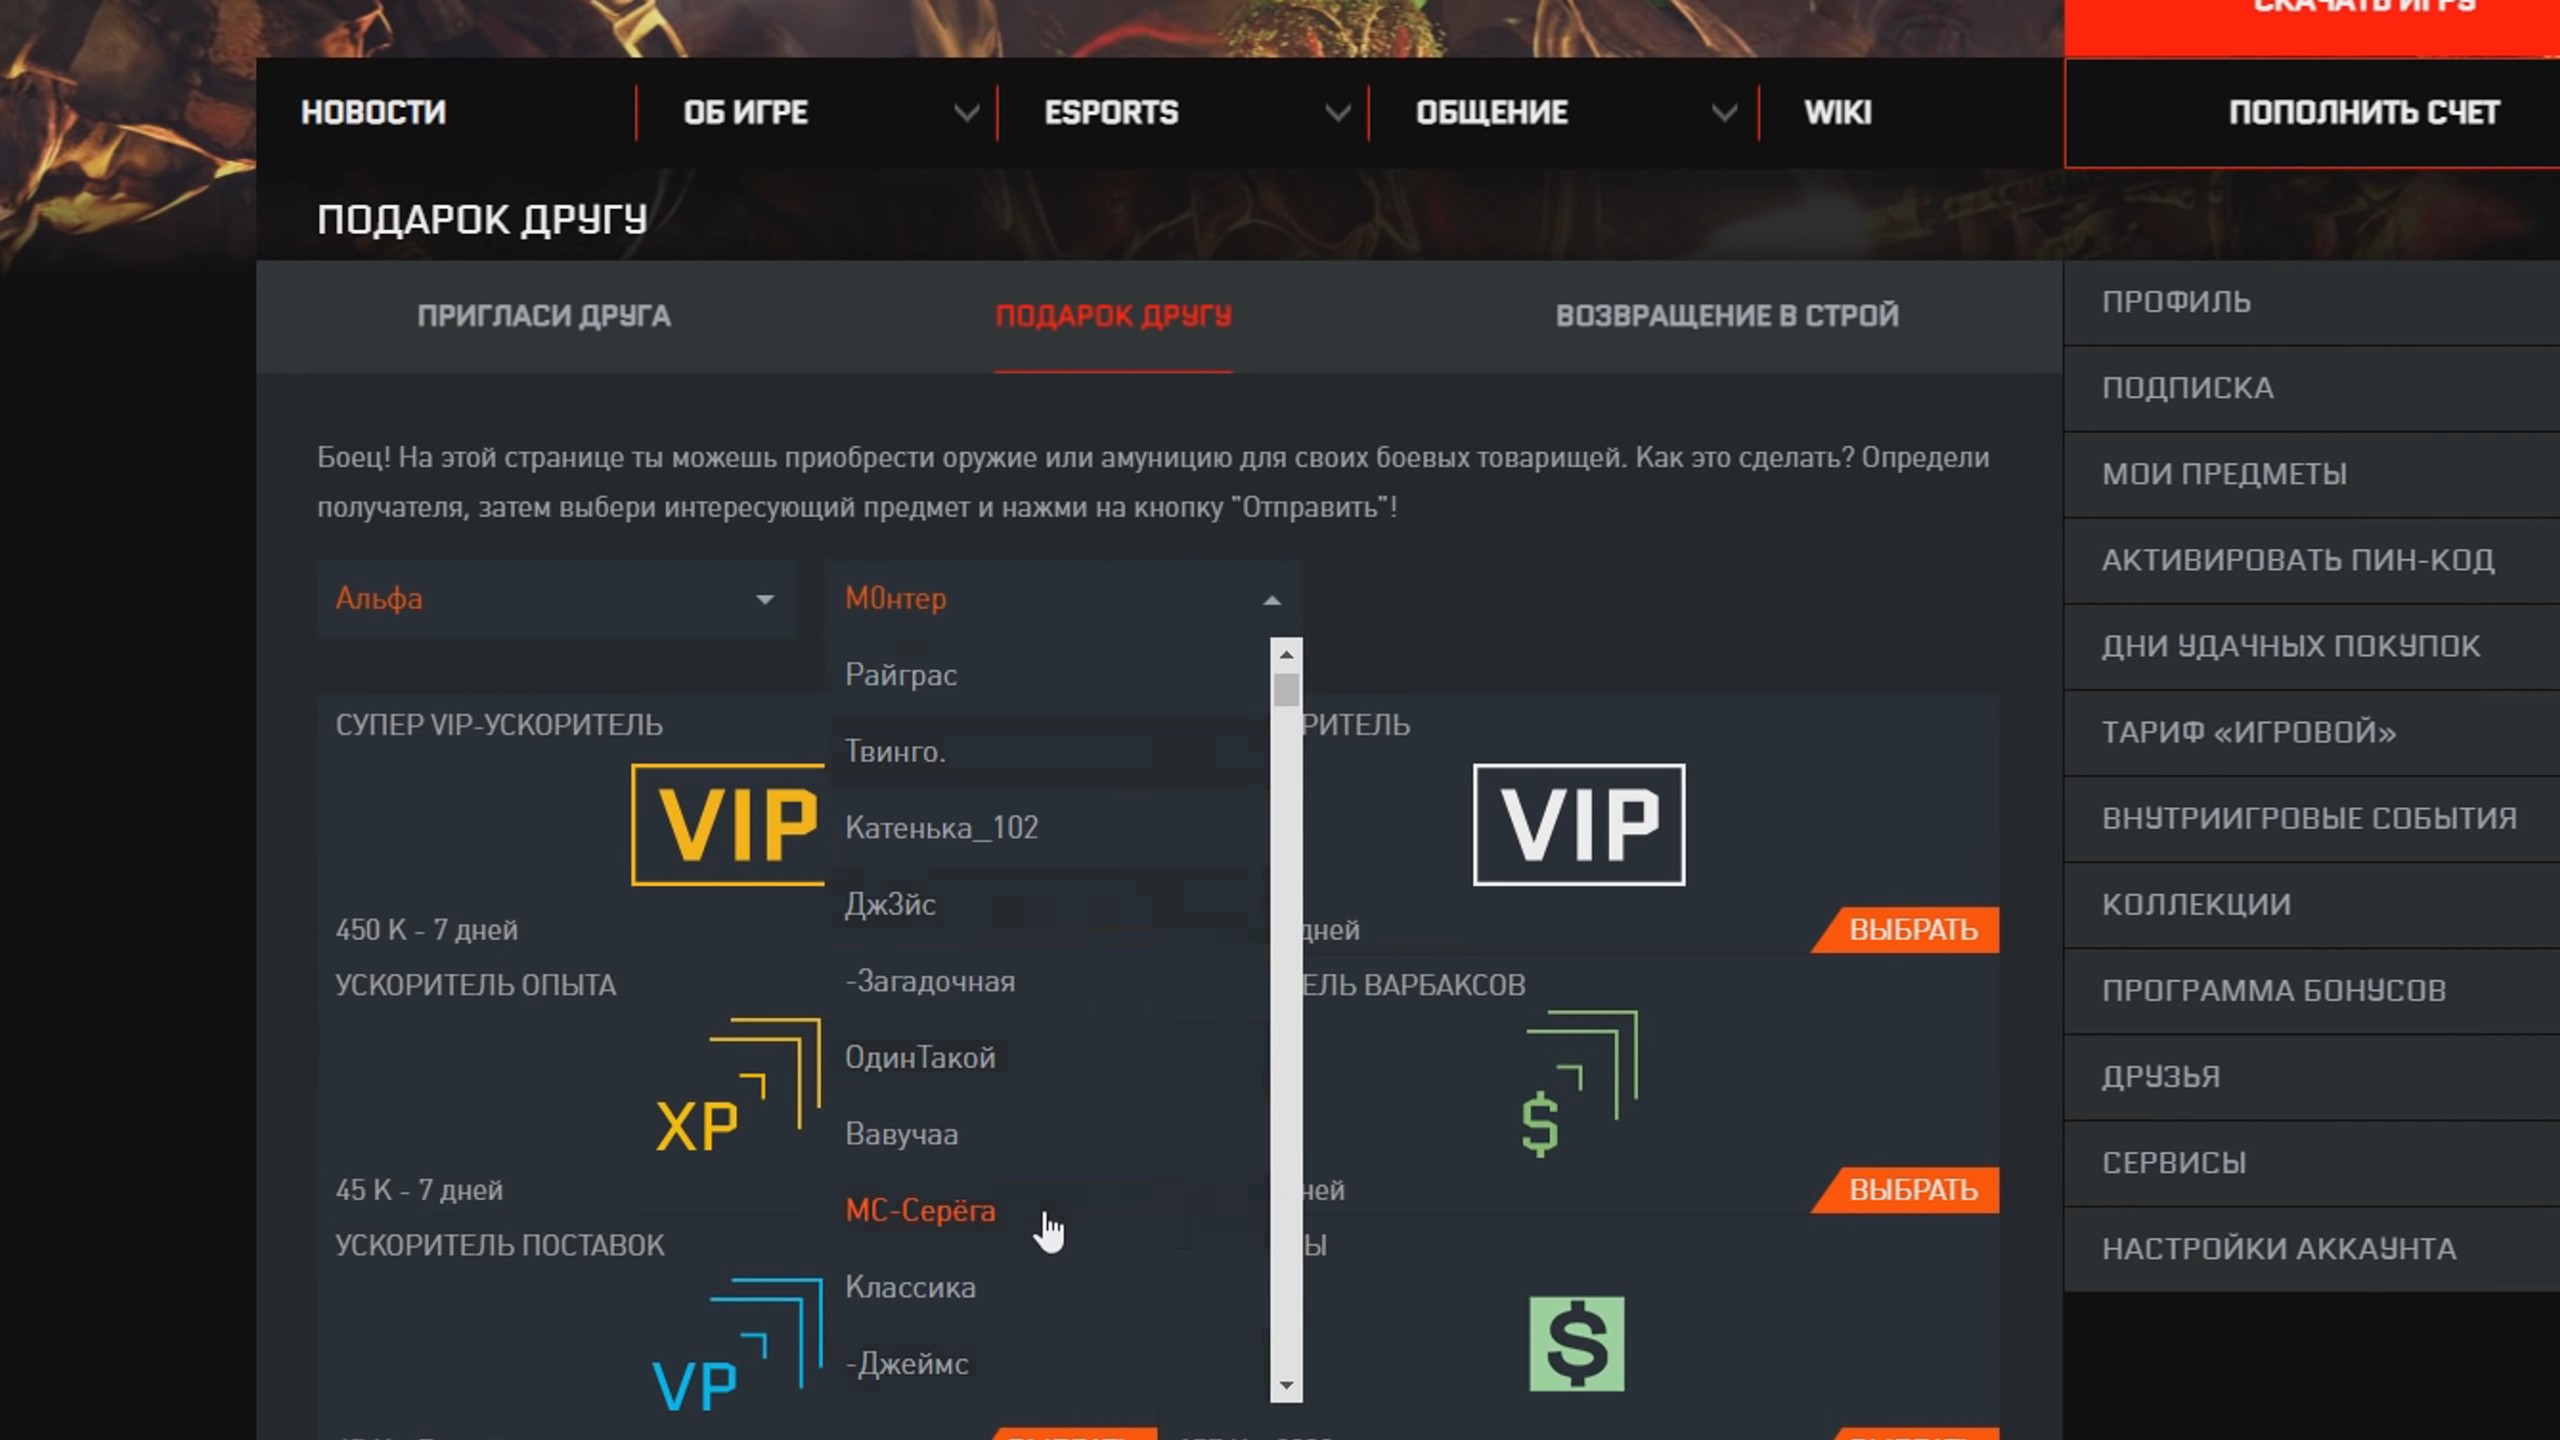 СКАЧАТЬ ИГРУ
НОВОСТИ
ОБ ИГРЕ
ESPORTS
ОБЩЕНИЕ
WIKI
ПОПОЛНИТЬ СЧЕТ
ПОДАРОК ДРУГУ
ПРИГЛАСИ ДРУГА
ПОДАРОК ДРУГУ
ВОЗВРАЩЕНИЕ В СТРОЙ
Боец! На этой странице ты можешь приобрести оружие или амуницию для своих боевых товарищей. Как это сделать? Определи
получателя, затем выбери интересующий предмет и нажми на кнопку "Отправить"!
Альфа
М0нтер
Райграс
Твинго.
Катенька_102
Дж3йс
-Загадочная
ОдинТакой
Вавучаа
МС-Серёга
Классика
-Джеймс
СУПЕР VIP-УСКОРИТЕЛЬ
VIP
450 К - 7 дней
РИТЕЛЬ
VIP
дней
ВЫБРАТЬ
УСКОРИТЕЛЬ ОПЫТА
XP
45 К - 7 дней
ЕЛЬ ВАРБАКСОВ
$
ней
ВЫБРАТЬ
УСКОРИТЕЛЬ ПОСТАВОК
VP
Ы
$
ПРОФИЛЬ
ПОДПИСКА
МОИ ПРЕДМЕТЫ
АКТИВИРОВАТЬ ПИН-КОД
ДНИ УДАЧНЫХ ПОКУПОК
ТАРИФ «ИГРОВОЙ»
ВНУТРИИГРОВЫЕ СОБЫТИЯ
КОЛЛЕКЦИИ
ПРОГРАММА БОНУСОВ
ДРУЗЬЯ
СЕРВИСЫ
НАСТРОЙКИ АККАУНТА